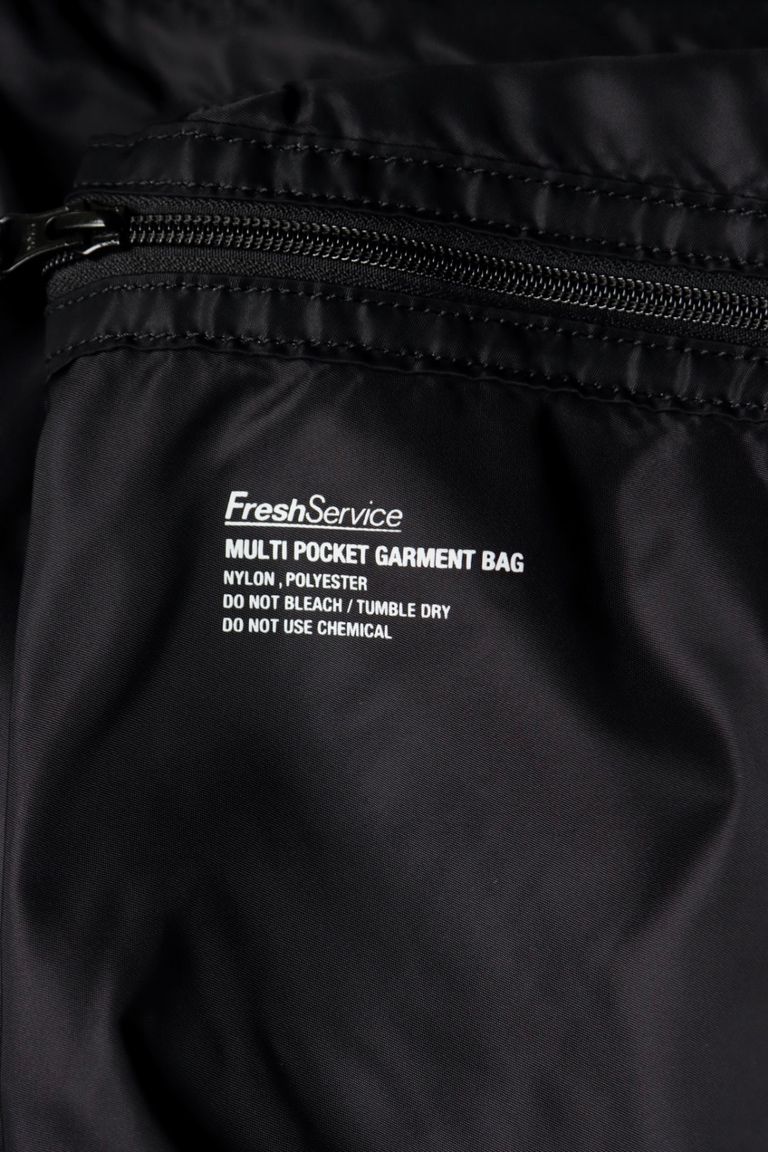 FreshService
MULTI POCKET GARMENT BAG
NYLON , POLYESTER
DO NOT BLEACH / TUMBLE DRY
DO NOT USE CHEMICAL